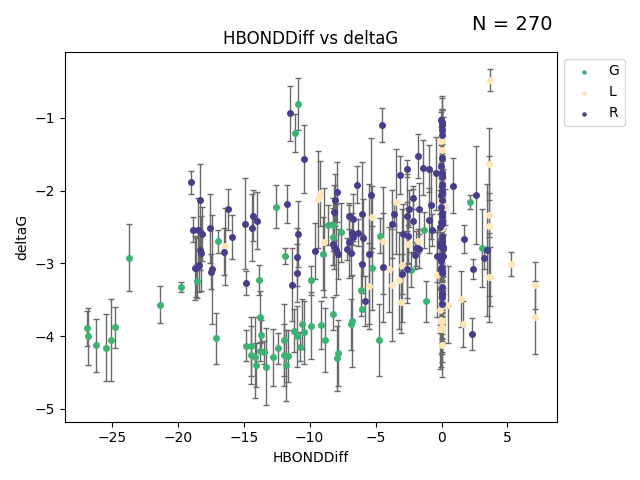 N = 270
HBONDDiff vs deltaG
G
L
R
deltaG
−1
−2
−3
−4
−5
−25
−20
−15
−10
−5
0
5
HBONDDiff